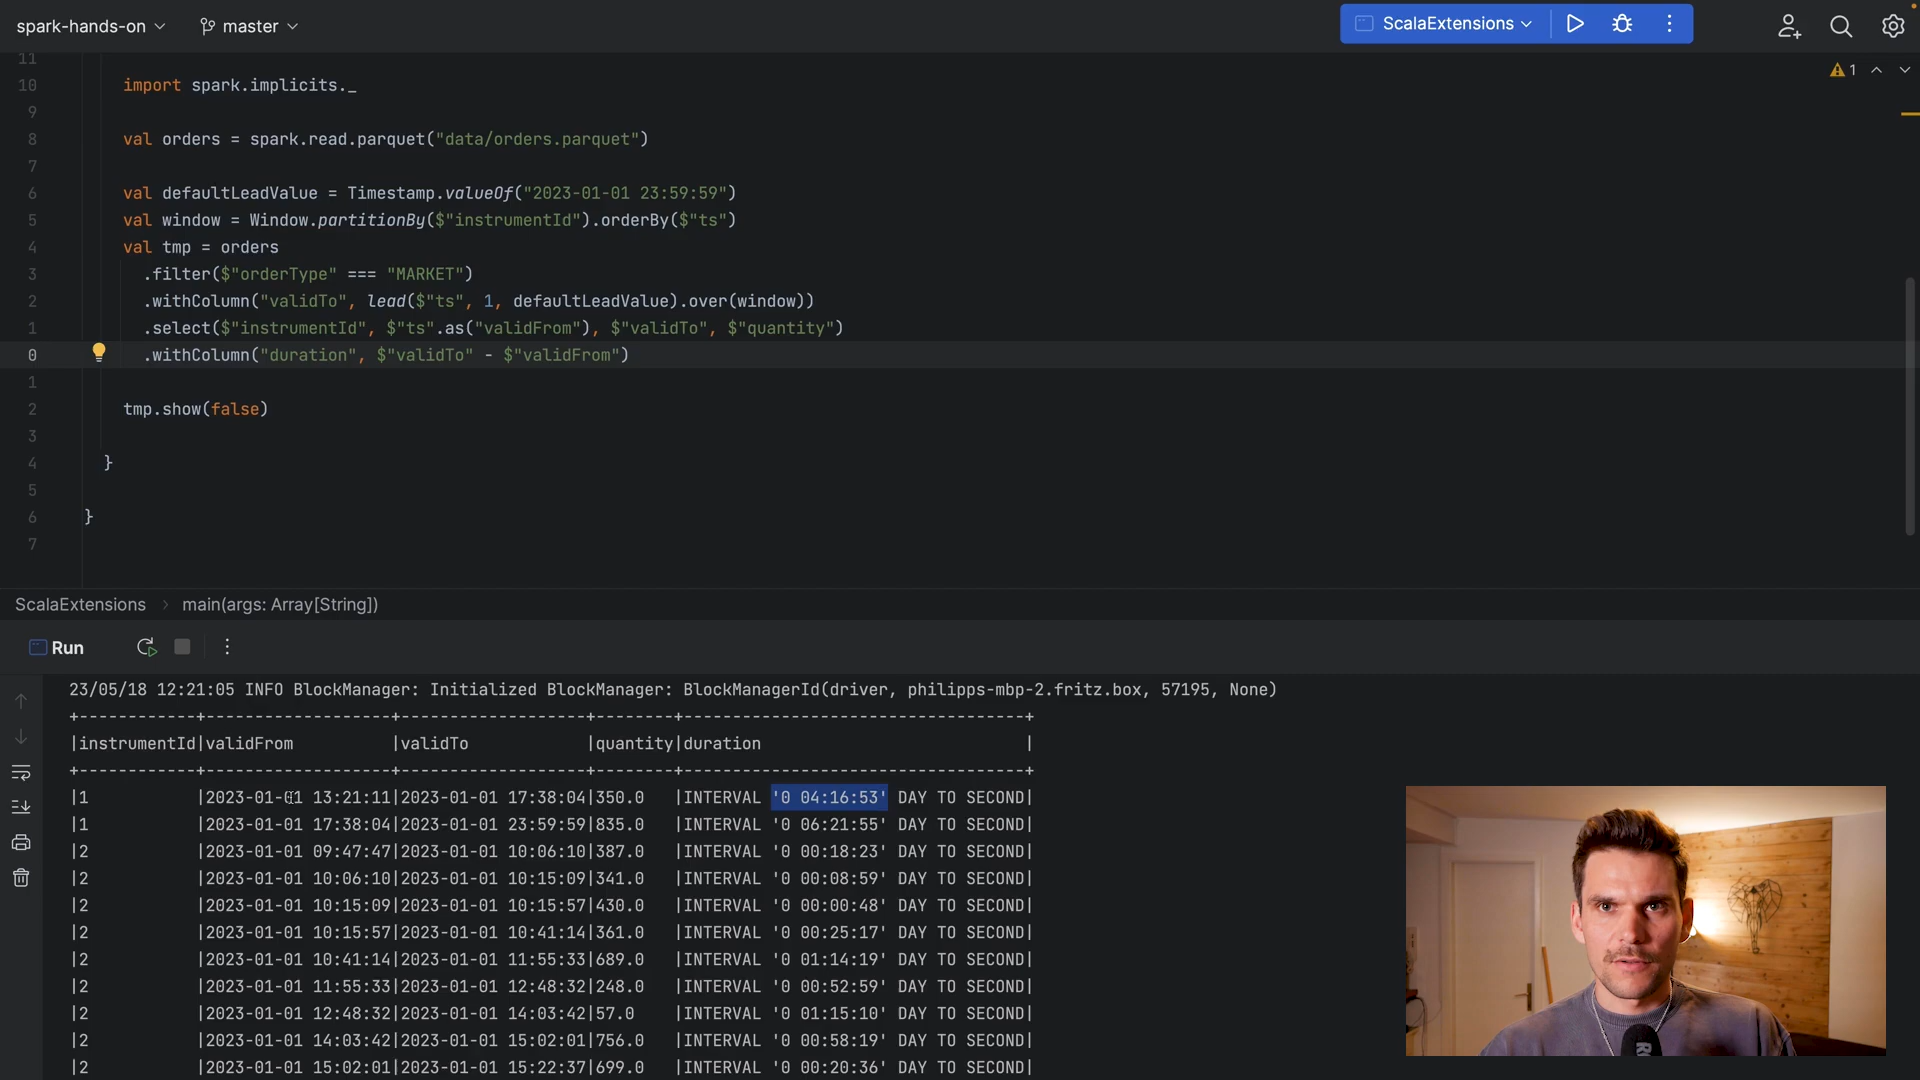 spark-hands-on master ScalaExtensions
11
10 import spark.implicits._
1
9
8 val orders = spark.read.parquet("data/orders.parquet")
7
6 val defaultLeadValue = Timestamp.valueOf("2023-01-01 23:59:59")
5 val window = Window.partitionBy($"instrumentId").orderBy($"ts")
4 val tmp = orders
3 .filter($"orderType" === "MARKET")
2 .withColumn("validTo", lead($"ts", 1, defaultLeadValue).over(window))
1 .select($"instrumentId", $"ts".as("validFrom"), $"validTo", $"quantity")
0 .withColumn("duration", $"validTo" - $"validFrom")
1
2 tmp.show(false)
3
4 }
5
6 }
7
ScalaExtensions > main(args: Array[String])
Run
23/05/18 12:21:05 INFO BlockManager: Initialized BlockManager: BlockManagerId(driver, philipps-mbp-2.fritz.box, 57195, None)
+------------+-------------------+-------------------+--------+-----------------------------------+
|instrumentId|validFrom |validTo |quantity|duration |
+------------+-------------------+-------------------+--------+-----------------------------------+
|1 |2023-01-01 13:21:11|2023-01-01 17:38:04|350.0 |INTERVAL '0 04:16:53' DAY TO SECOND|
|1 |2023-01-01 17:38:04|2023-01-01 23:59:59|835.0 |INTERVAL '0 06:21:55' DAY TO SECOND|
|2 |2023-01-01 09:47:47|2023-01-01 10:06:10|387.0 |INTERVAL '0 00:18:23' DAY TO SECOND|
|2 |2023-01-01 10:06:10|2023-01-01 10:15:09|341.0 |INTERVAL '0 00:08:59' DAY TO SECOND|
|2 |2023-01-01 10:15:09|2023-01-01 10:15:57|430.0 |INTERVAL '0 00:00:48' DAY TO SECOND|
|2 |2023-01-01 10:15:57|2023-01-01 10:41:14|361.0 |INTERVAL '0 00:25:17' DAY TO SECOND|
|2 |2023-01-01 10:41:14|2023-01-01 11:55:33|689.0 |INTERVAL '0 01:14:19' DAY TO SECOND|
|2 |2023-01-01 11:55:33|2023-01-01 12:48:32|248.0 |INTERVAL '0 00:52:59' DAY TO SECOND|
|2 |2023-01-01 12:48:32|2023-01-01 14:03:42|57.0 |INTERVAL '0 01:15:10' DAY TO SECOND|
|2 |2023-01-01 14:03:42|2023-01-01 15:02:01|756.0 |INTERVAL '0 00:58:19' DAY TO SECOND|
|2 |2023-01-01 15:02:01|2023-01-01 15:22:37|699.0 |INTERVAL '0 00:20:36' DAY TO SECOND|